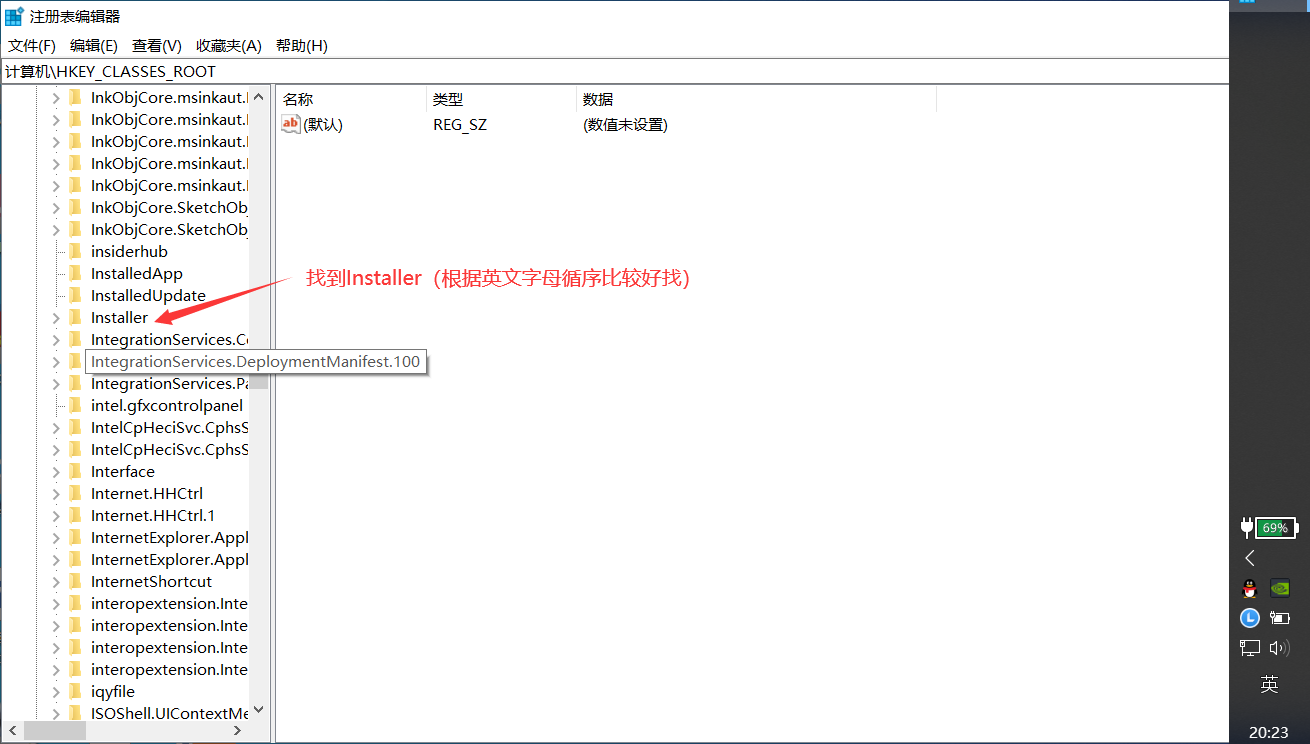 注册表编辑器
文件(F) 编辑(E) 查看(V) 收藏夹(A) 帮助(H)
计算机\HKEY_CLASSES_ROOT
名称 类型 数据
ab (默认) REG_SZ (数值未设置)
InkObjCore.msinkaut.I
InkObjCore.msinkaut.I
InkObjCore.msinkaut.I
InkObjCore.msinkaut.I
InkObjCore.msinkaut.I
InkObjCore.SketchObj
InkObjCore.SketchObj
insiderhub
InstalledApp
InstalledUpdate
Installer
找到Installer（根据英文字母循序比较好找）
IntegrationServices.Co
IntegrationServices.DeploymentManifest.100
IntegrationServices.Pa
intel.gfxcontrolpanel
IntelCpHeciSvc.CphsS
IntelCpHeciSvc.CphsS
Interface
Internet.HHCtrl
Internet.HHCtrl.1
InternetExplorer.Appl
InternetExplorer.Appl
InternetShortcut
interopextension.Inte
interopextension.Inte
interopextension.Inte
interopextension.Inte
iqyfile
ISOShell.UIContextMe
69%
英
20:23